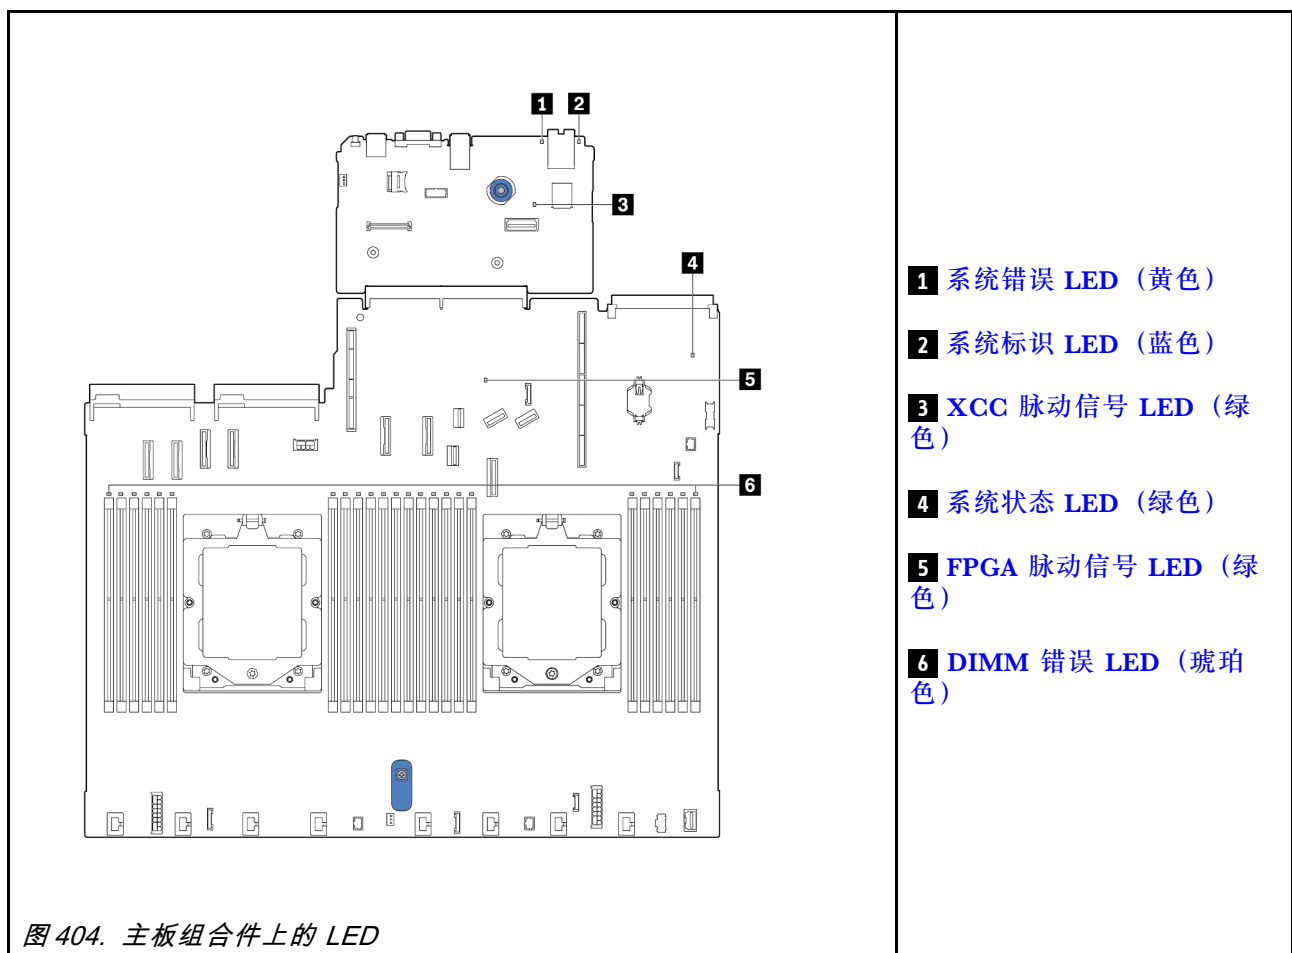 1
2
3
4
5
6
图 404. 主板组合件上的 LED
1 系统错误 LED（黄色）
2 系统标识 LED（蓝色）
3 XCC 脉动信号 LED（绿
色）
4 系统状态 LED（绿色）
5 FPGA 脉动信号 LED（绿
色）
6 DIMM 错误 LED（琥珀
色）